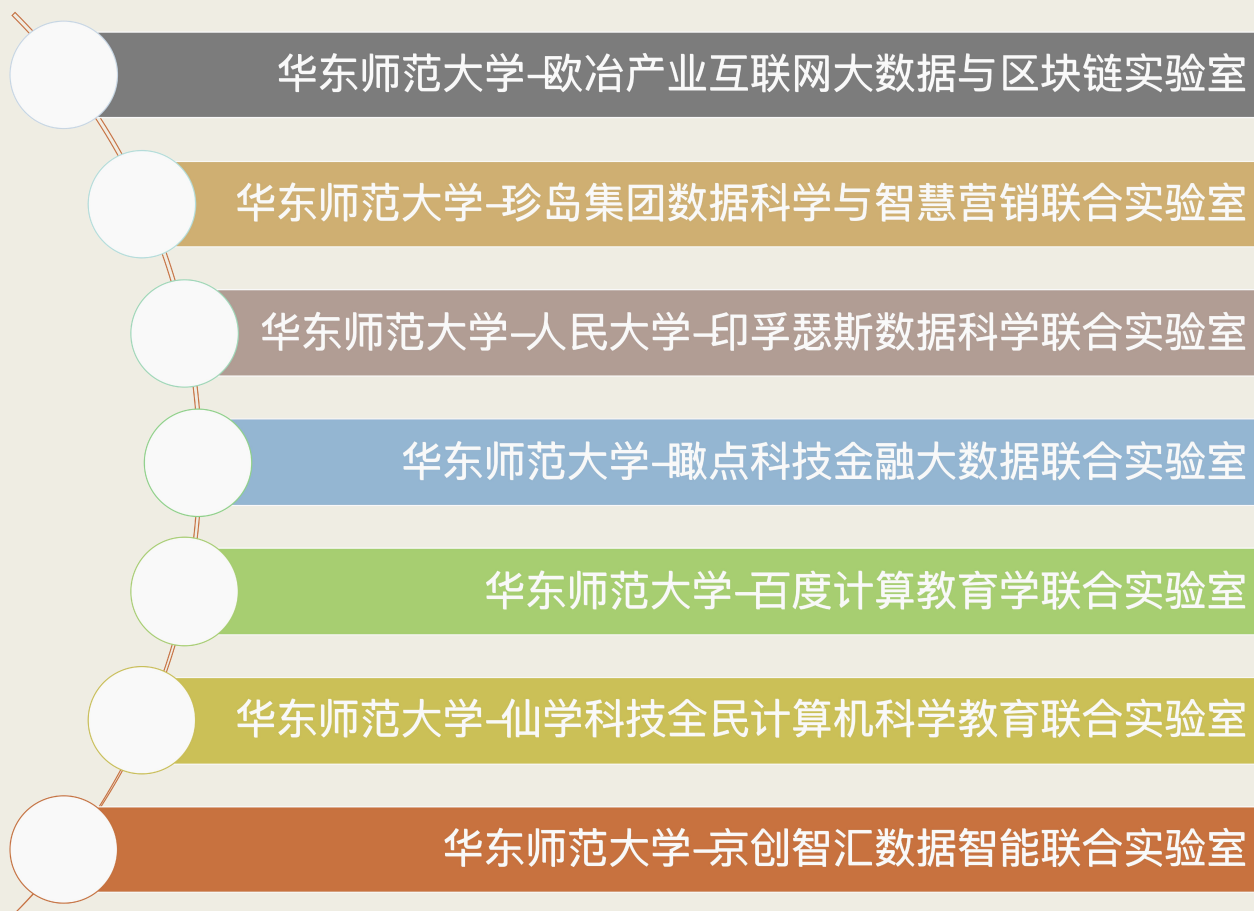 华东师范大学-欧冶产业互联网大数据与区块链实验室
华东师范大学-珍岛集团数据科学与智慧营销联合实验室
华东师范大学-人民大学-印孚瑟斯数据科学联合实验室
华东师范大学-瞰点科技金融大数据联合实验室
华东师范大学-百度计算教育学联合实验室
华东师范大学-仙学科技全民计算机科学教育联合实验室
华东师范大学-京创智汇数据智能联合实验室